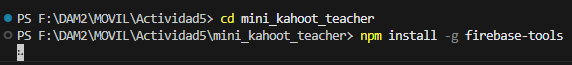 PS F:\DAM2\MOVIL\Actividad5> cd mini_kahoot_teacher
PS F:\DAM2\MOVIL\Actividad5\mini_kahoot_teacher> npm install -g firebase-tools